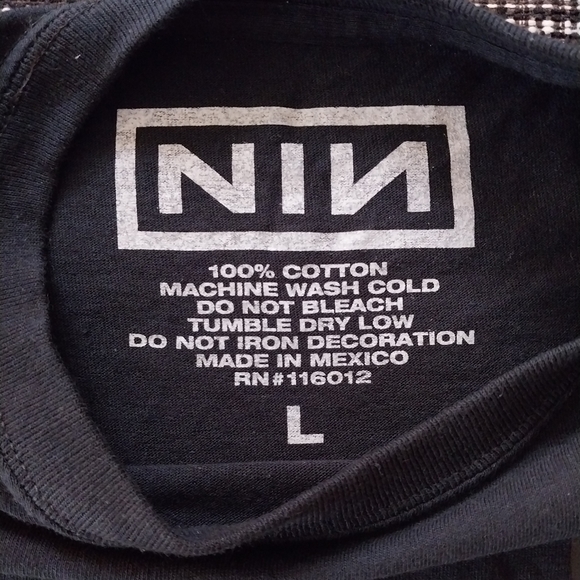 NIN
100% COTTON
MACHINE WASH COLD
DO NOT BLEACH
TUMBLE DRY LOW
DO NOT IRON DECORATION
MADE IN MEXICO
RN#116012
L